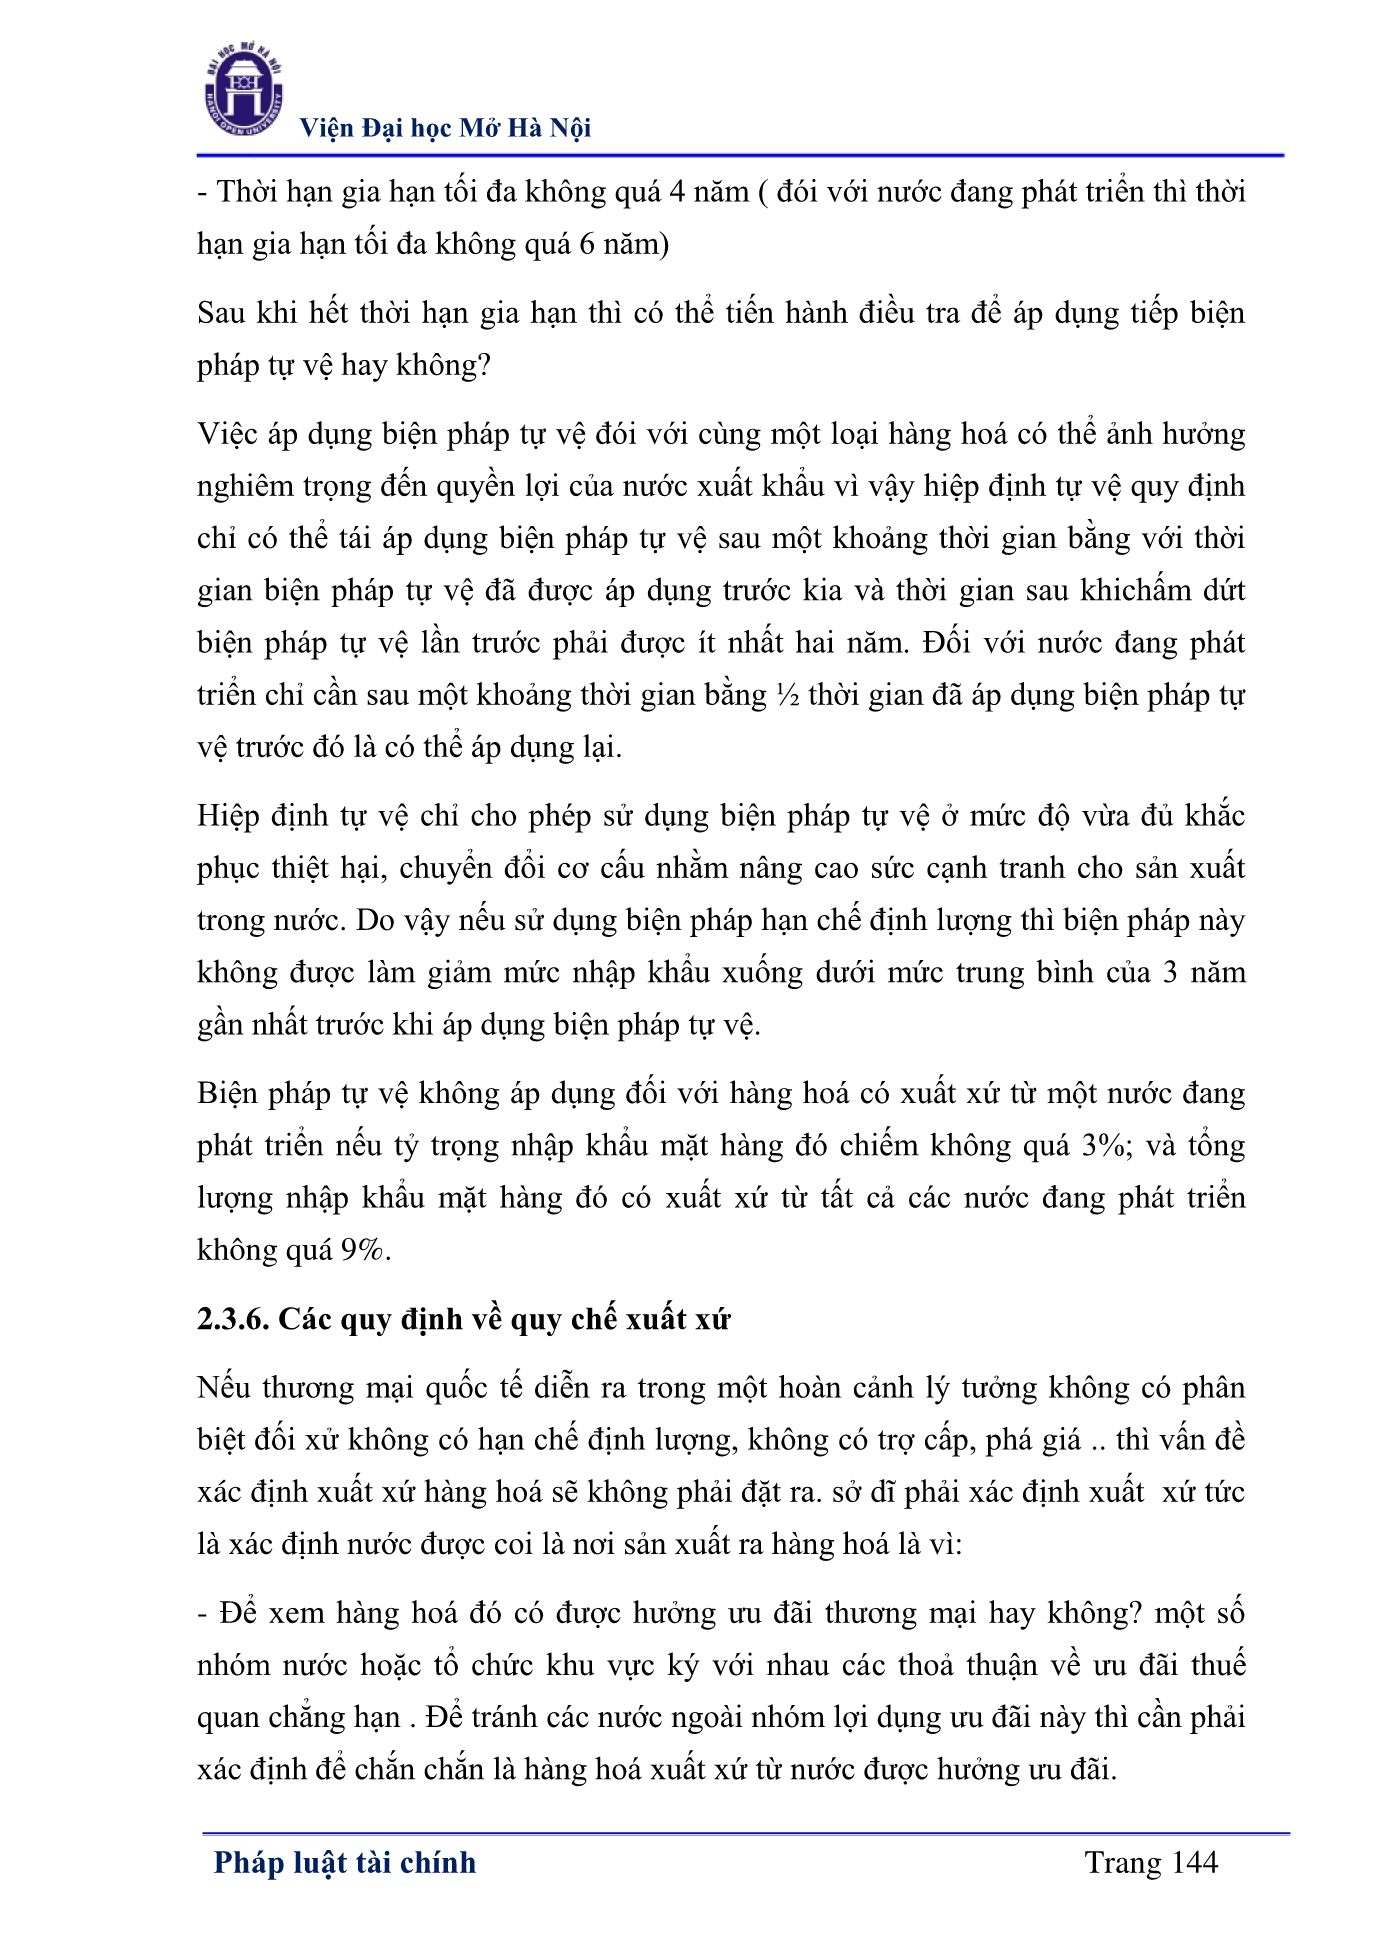 ĐẠI HỌC MỞ HÀ NỘI
HANOI OPEN UNIVERSITY
Viện Đại học Mở Hà Nội
- Thời hạn gia hạn tối đa không quá 4 năm ( đói với nước đang phát triển thì thời
hạn gia hạn tối đa không quá 6 năm)
Sau khi hết thời hạn gia hạn thì có thể tiến hành điều tra để áp dụng tiếp biện
pháp tự vệ hay không?
Việc áp dụng biện pháp tự vệ đói với cùng một loại hàng hoá có thể ảnh hưởng
nghiêm trọng đến quyền lợi của nước xuất khẩu vì vậy hiệp định tự vệ quy định
chỉ có thể tái áp dụng biện pháp tự vệ sau một khoảng thời gian bằng với thời
gian biện pháp tự vệ đã được áp dụng trước kia và thời gian sau khichấm dứt
biện pháp tự vệ lần trước phải được ít nhất hai năm. Đối với nước đang phát
triển chỉ cần sau một khoảng thời gian bằng ½ thời gian đã áp dụng biện pháp tự
vệ trước đó là có thể áp dụng lại.
Hiệp định tự vệ chỉ cho phép sử dụng biện pháp tự vệ ở mức độ vừa đủ khắc
phục thiệt hại, chuyển đổi cơ cấu nhằm nâng cao sức cạnh tranh cho sản xuất
trong nước. Do vậy nếu sử dụng biện pháp hạn chế định lượng thì biện pháp này
không được làm giảm mức nhập khẩu xuống dưới mức trung bình của 3 năm
gần nhất trước khi áp dụng biện pháp tự vệ.
Biện pháp tự vệ không áp dụng đối với hàng hoá có xuất xứ từ một nước đang
phát triển nếu tỷ trọng nhập khẩu mặt hàng đó chiếm không quá 3%; và tổng
lượng nhập khẩu mặt hàng đó có xuất xứ từ tất cả các nước đang phát triển
không quá 9%.
2.3.6. Các quy định về quy chế xuất xứ
Nếu thương mại quốc tế diễn ra trong một hoàn cảnh lý tưởng không có phân
biệt đối xử không có hạn chế định lượng, không có trợ cấp, phá giá .. thì vấn đề
xác định xuất xứ hàng hoá sẽ không phải đặt ra. sở dĩ phải xác định xuất  xứ tức
là xác định nước được coi là nơi sản xuất ra hàng hoá là vì:
- Để xem hàng hoá đó có được hưởng ưu đãi thương mại hay không? một số
nhóm nước hoặc tổ chức khu vực ký với nhau các thoả thuận về ưu đãi thuế
quan chẳng hạn . Để tránh các nước ngoài nhóm lợi dụng ưu đãi này thì cần phải
xác định để chắn chắn là hàng hoá xuất xứ từ nước được hưởng ưu đãi.
Pháp luật tài chính
Trang 144